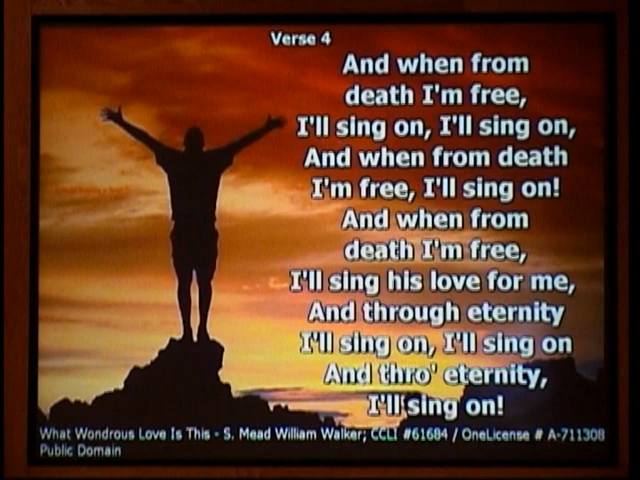 Verse 4
And when from
death I'm free,
I'll sing on, I'll sing on,
And when from death
I'm free, I'll sing on!
And when from
death I'm free,
I'll sing his love for me,
And through eternity
I'll sing on, I'll sing on
And thro' eternity,
I'll sing on!
What Wondrous Love Is This - S. Mead William Walker; CCLI #61684 / OneLicense # A-711308
Public Domain